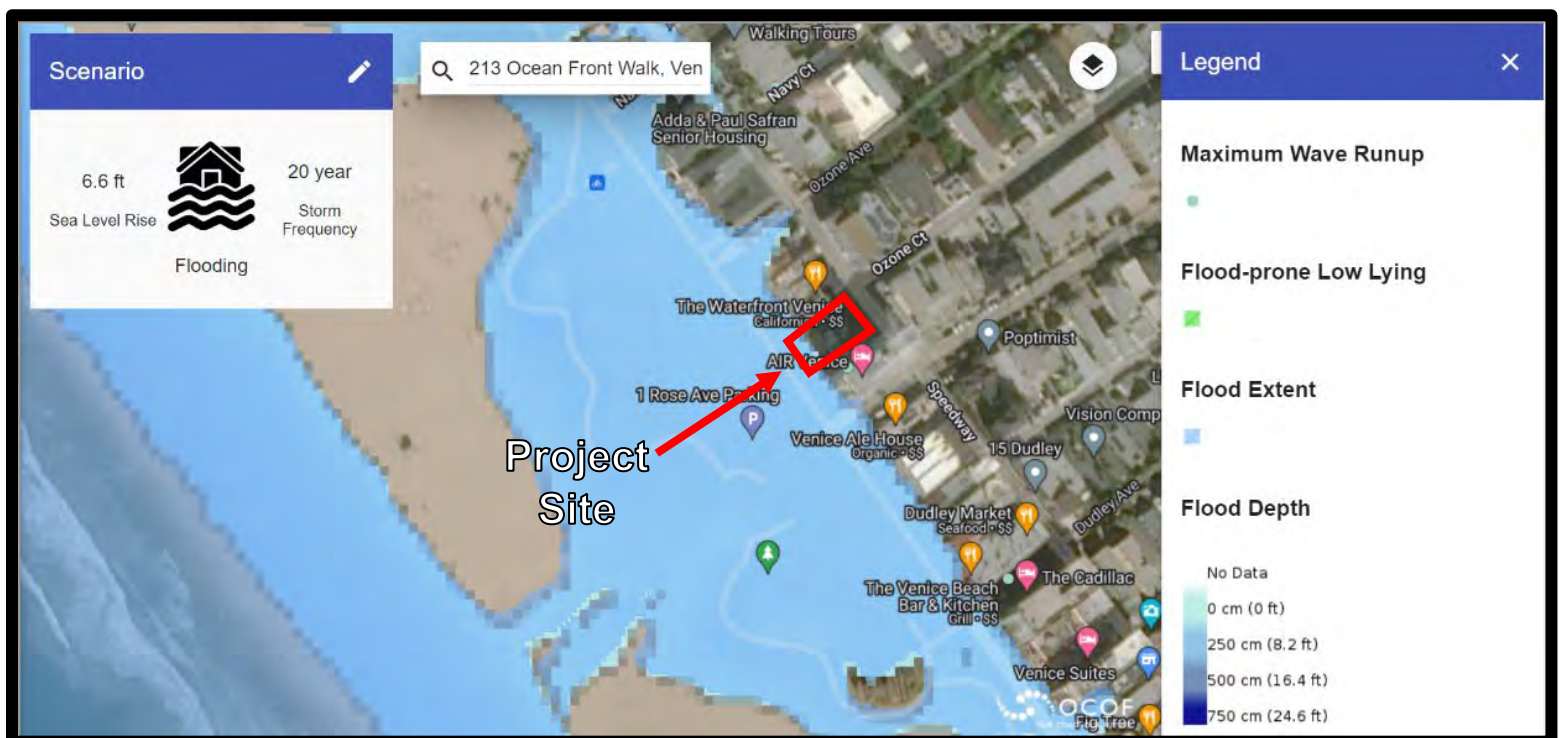 Scenario
6.6 ft
Sea Level Rise
20 year
Storm
Frequency
Flooding
213 Ocean Front Walk, Ven
Walking Tours
Navy Ct
Adda & Paul Safran
Senior Housing
Ozone Ave
Ozone Ct
The Waterfront Venice
Californian • $$
AIR Venice
Poptimist
1 Rose Ave Parking
P
Speedway
Vision Comp
Venice Ale House
Organic • $$
15 Dudley
Project
Site
Dudley Market
Seafood • $$
Dudley Ave
The Venice Beach
Bar & Kitchen
Grill • $$
The Cadillac
Venice Suites
OCOF
Fig Tree
Legend
Maximum Wave Runup
Flood-prone Low Lying
Flood Extent
Flood Depth
No Data
0 cm (0 ft)
250 cm (8.2 ft)
500 cm (16.4 ft)
750 cm (24.6 ft)